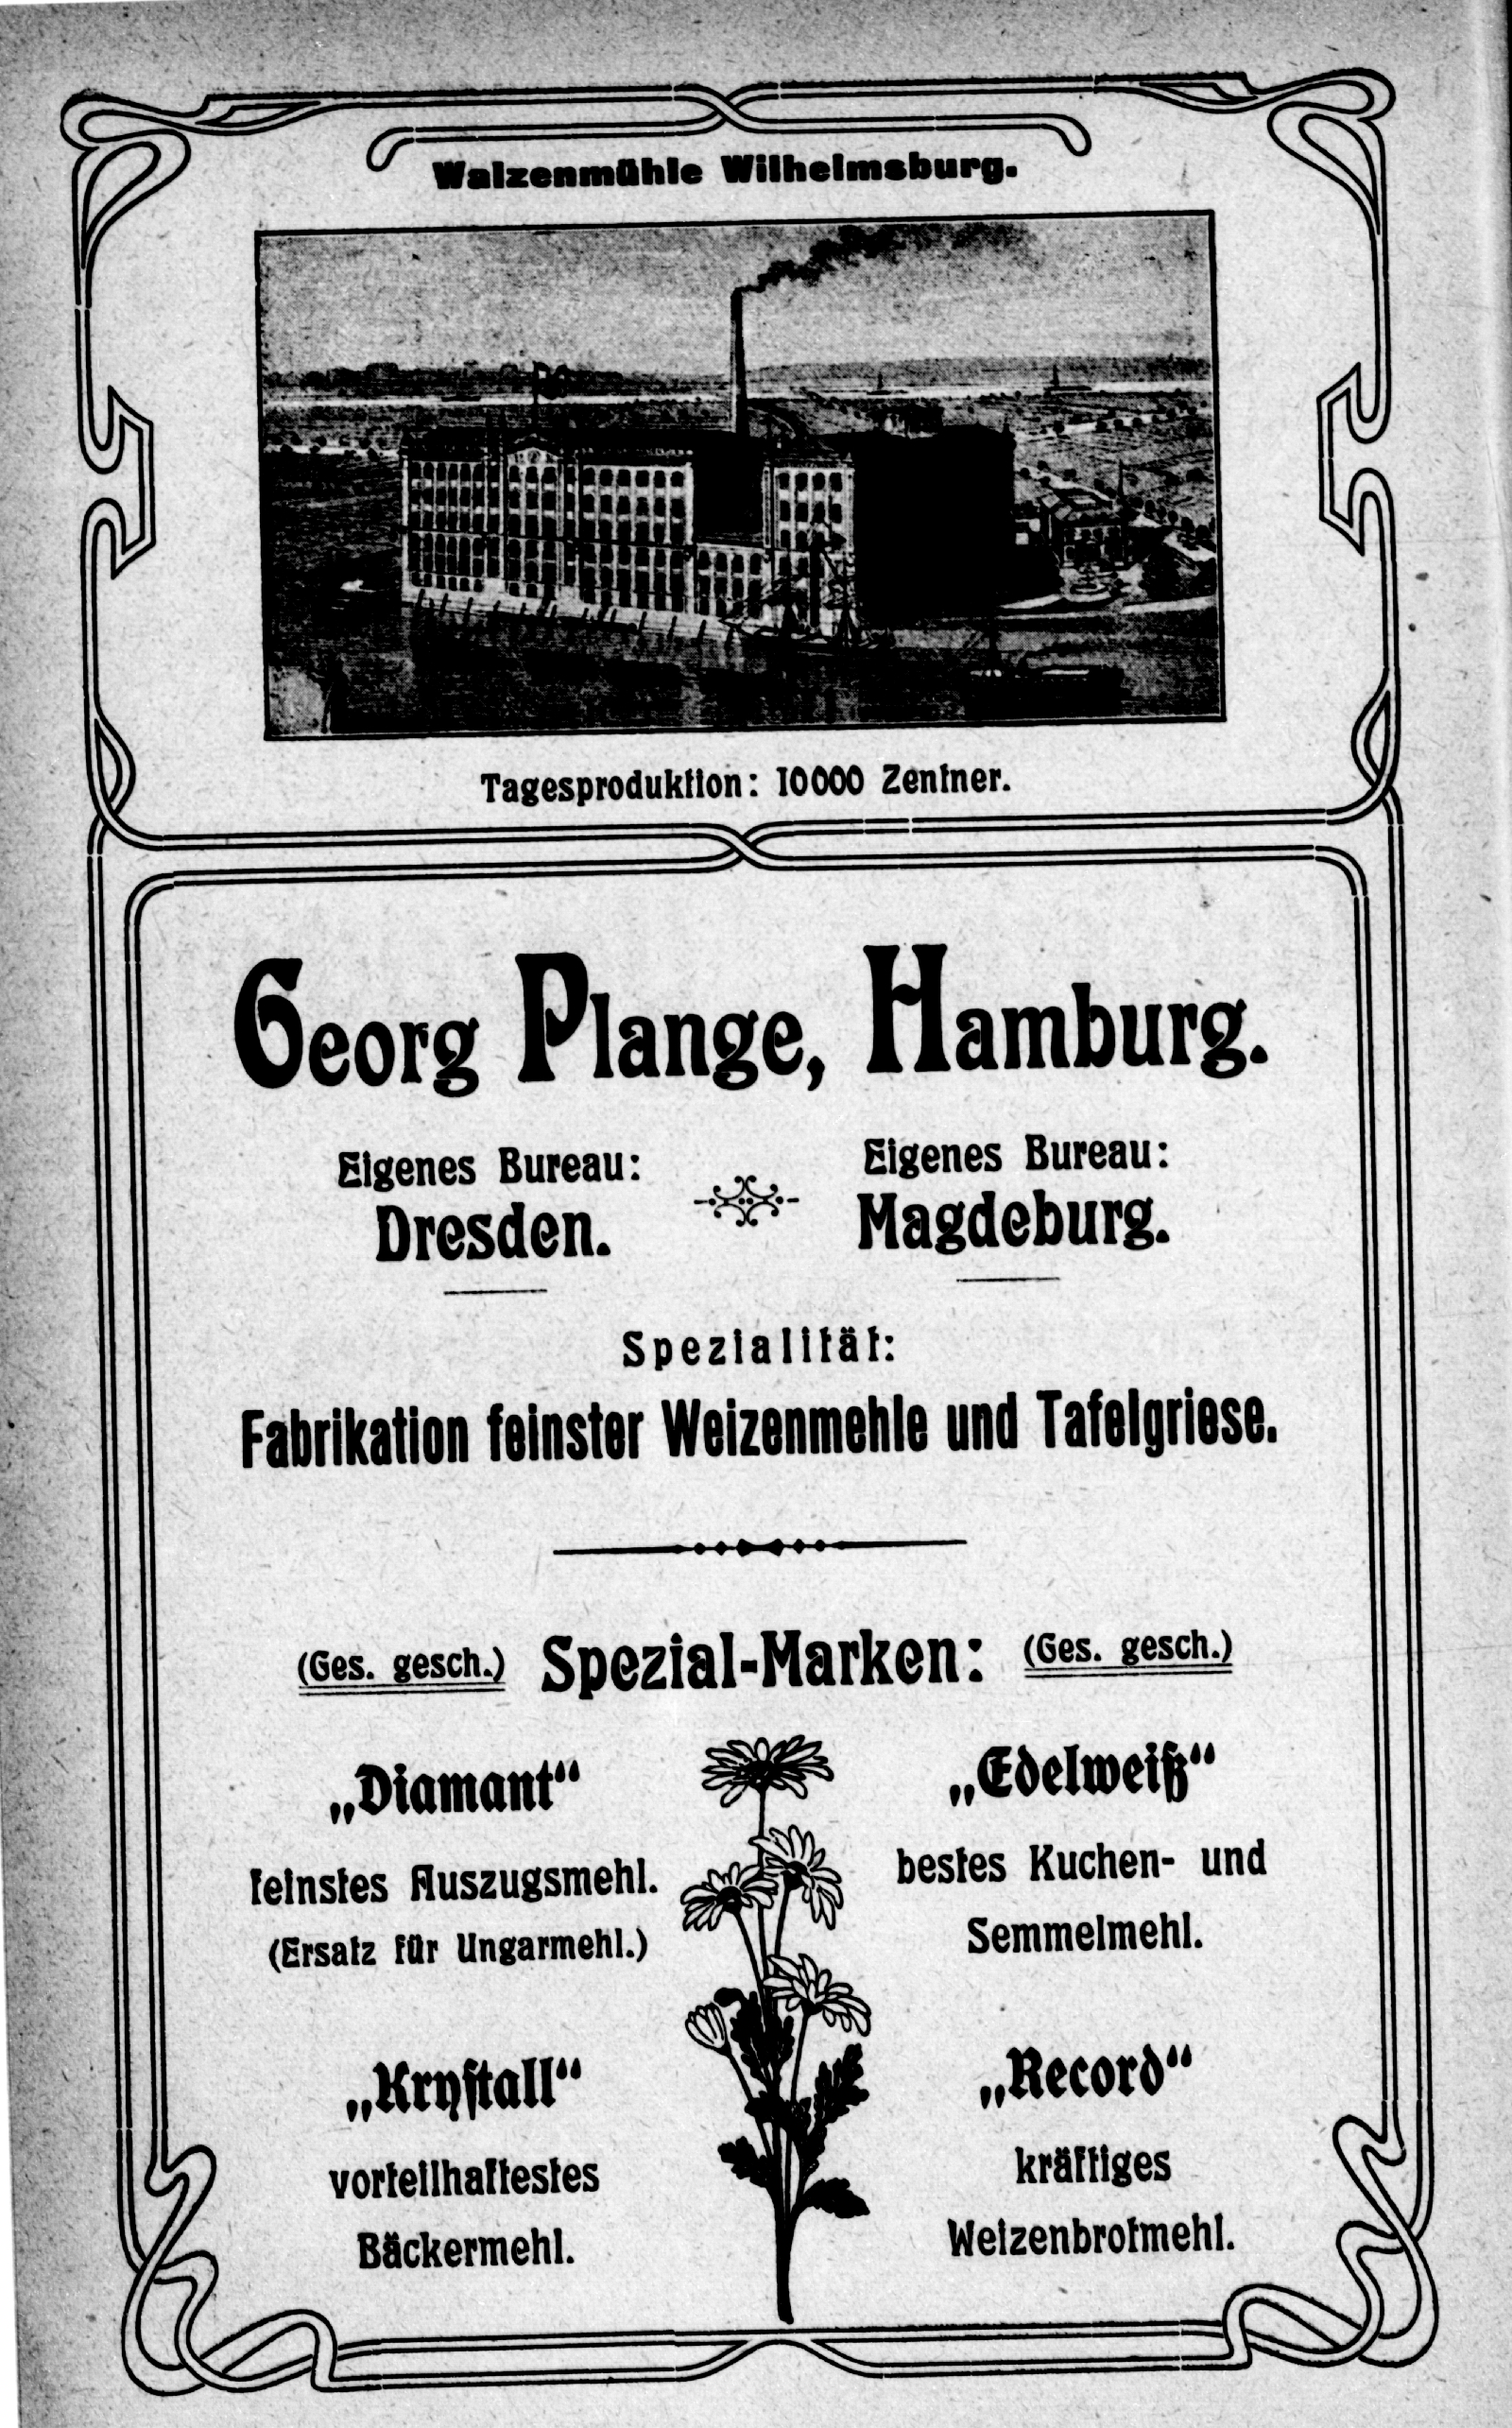 Walzenmühle Wilhelmsburg.
Tagesproduktion: 10000 Zentner.
Georg Plange, Hamburg.
Eigenes Bureau:
Dresden.
Eigenes Bureau:
Magdeburg.
Spezialität:
Fabrikation feinster Weizenmehle und Tafelgriese.
(Ges. gesch.) Spezial-Marken: (Ges. gesch.)
„Diamant“
feinstes Auszugsmehl.
(Ersatz für Ungarmehl.)
„Edelweiß“
bestes Kuchen- und
Semmelmehl.
„Krystall“
vorteilhaftestes
Bäckermehl.
„Record“
kräftiges
Weizenbrotmehl.